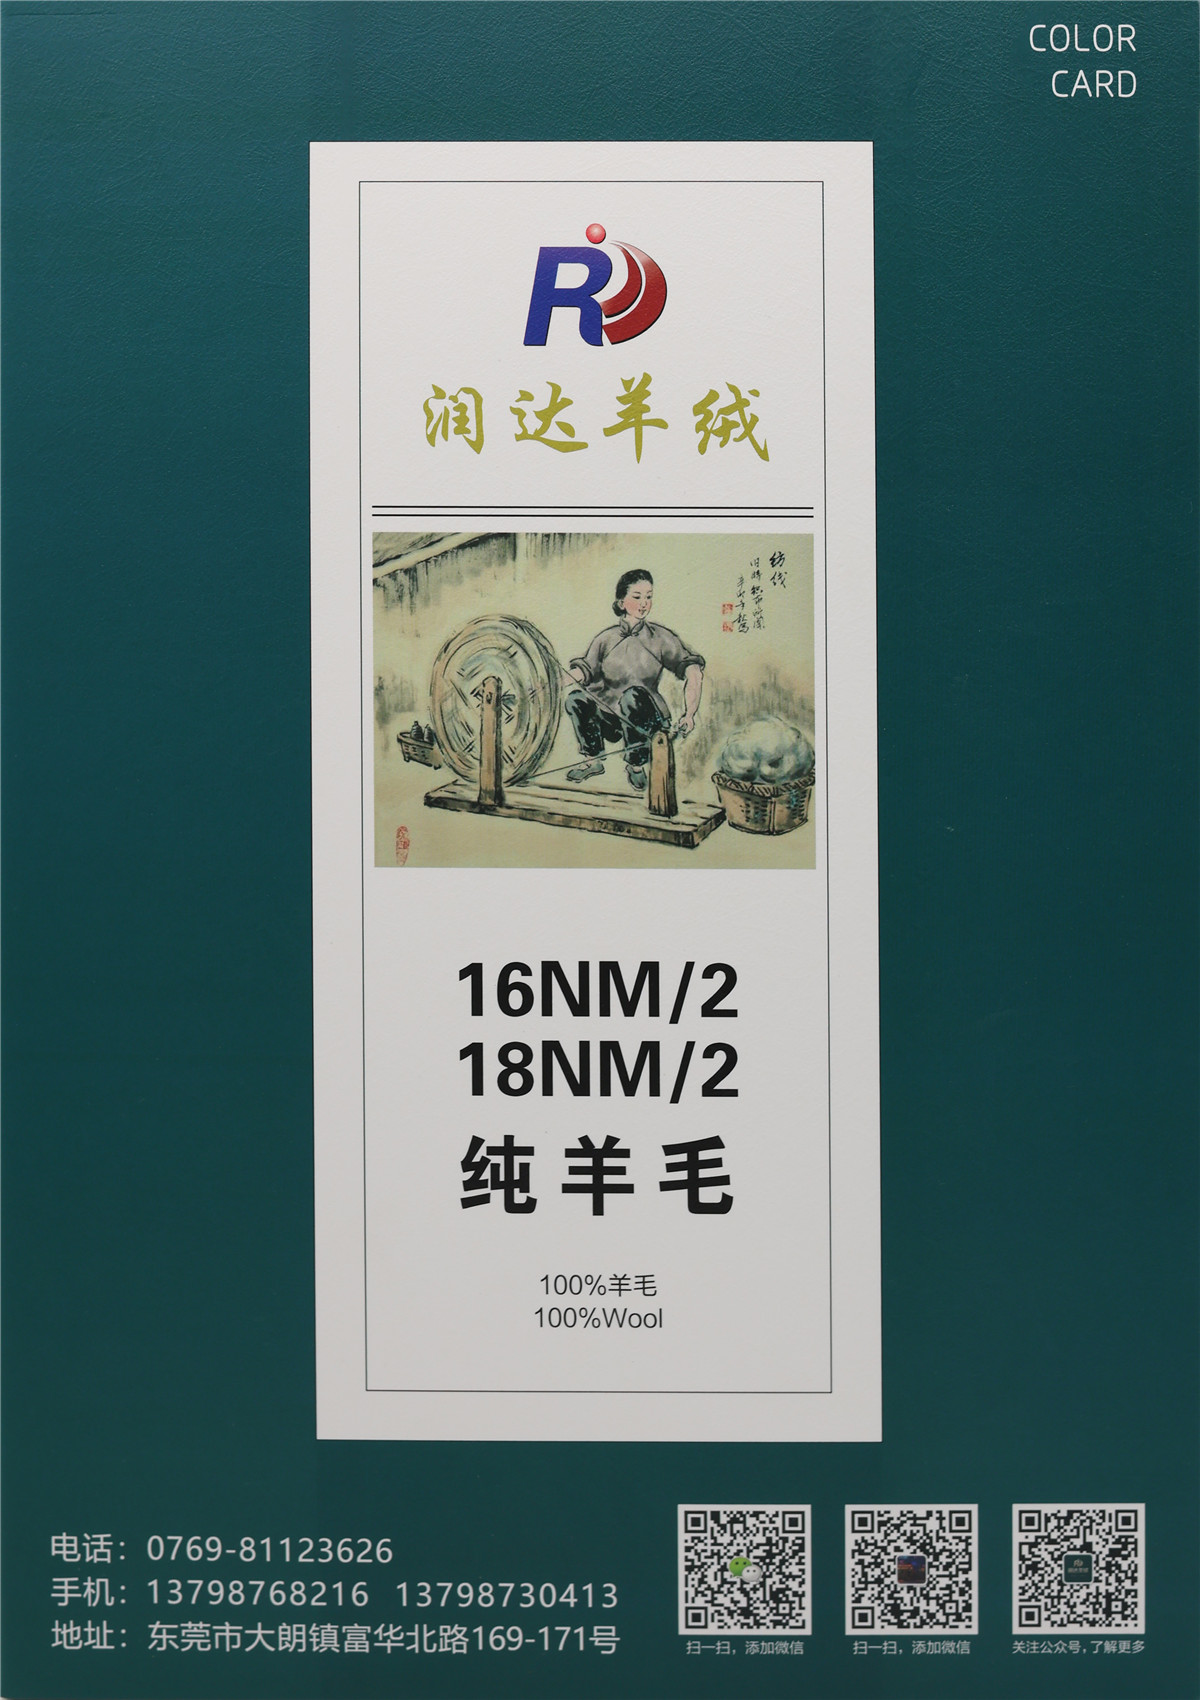 COLOR
CARD
RD
润达羊绒
纺线
16NM/2
18NM/2
纯羊毛
100%羊毛
100%Wool
电话：0769-81123626
手机：13798768216 13798730413
地址：东莞市大朗镇富华北路169-171号
扫一扫，添加微信
扫一扫，添加微信
关注公众号，了解更多